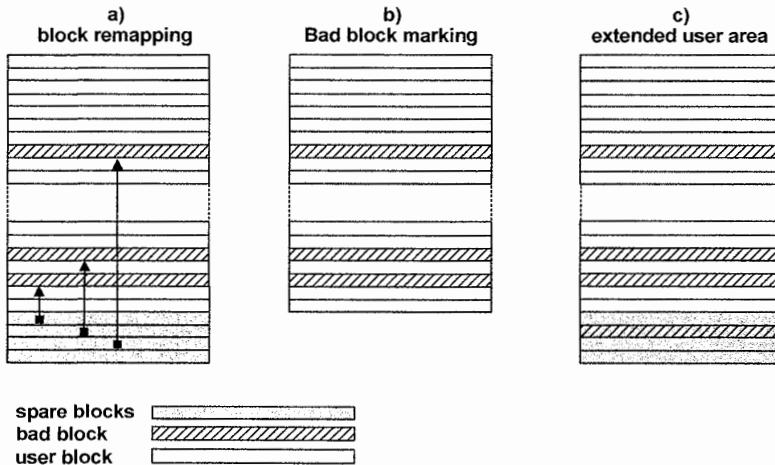 a)
block remapping
b)
Bad block marking
c)
extended user area
spare blocks
bad block
user block